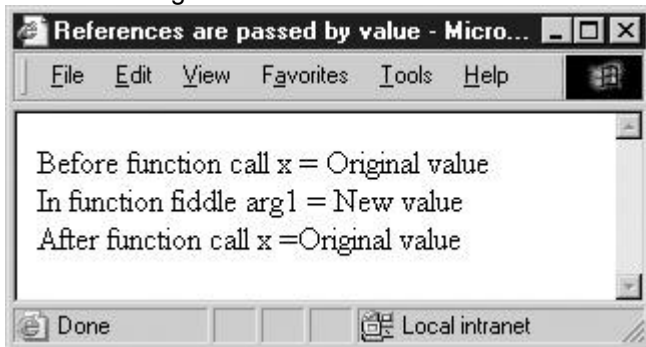 References are passed by value - Micro...
File Edit View Favorites Tools Help
Before function call x = Original value
In function fiddle arg1 = New value
After function call x =Original value
Done Local intranet